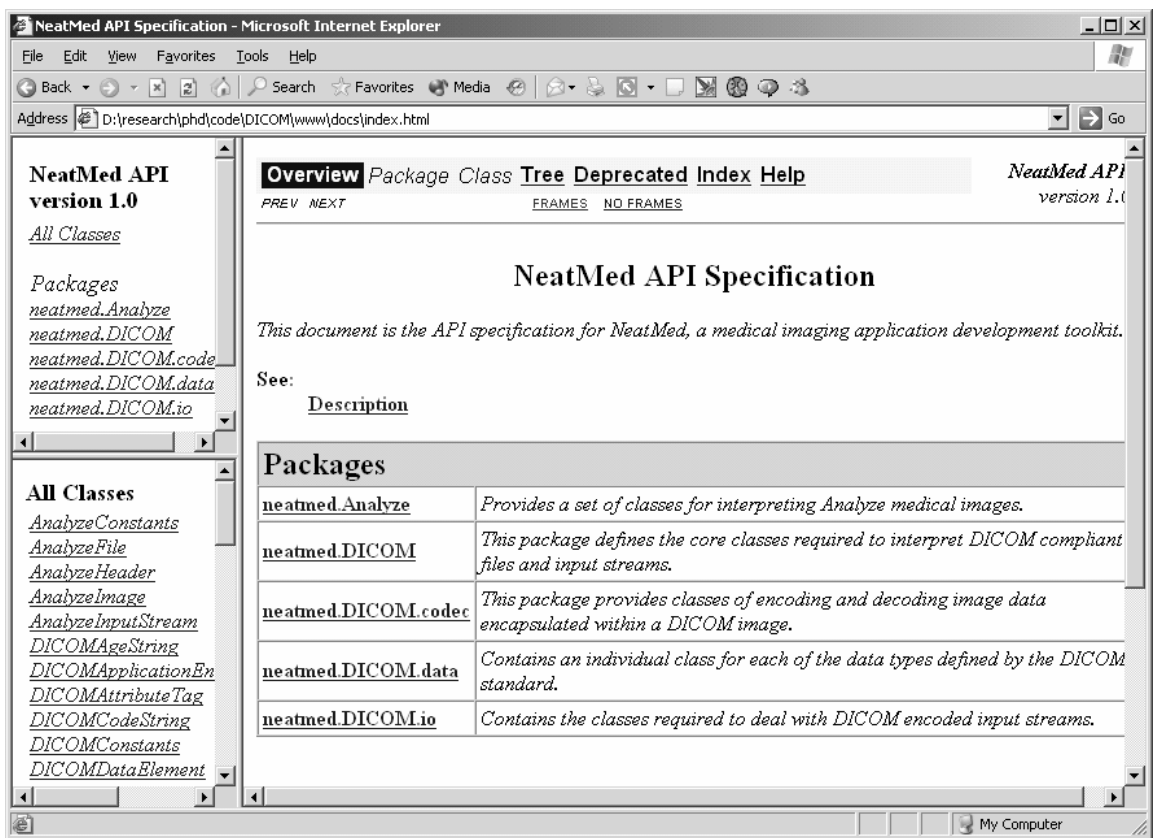 NeatMed API Specification - Microsoft Internet Explorer
File Edit View Favorites Tools Help
Back Search Favorites Media
Address D:\research\phd\code\DICOM\www\docs\index.html Go
NeatMed API
version 1.0
All Classes
Packages
neatmed.Analyze
neatmed.DICOM
neatmed.DICOM.code
neatmed.DICOM.data
neatmed.DICOM.io
All Classes
AnalyzeConstants
AnalyzeFile
AnalyzeHeader
AnalyzeImage
AnalyzeInputStream
DICOMAgeString
DICOMApplicationEn
DICOMAttributeTag
DICOMCodeString
DICOMConstants
DICOMDataElement
Overview Package Class Tree Deprecated Index Help
PREV NEXT FRAMES NO FRAMES
NeatMed API
version 1.0
NeatMed API Specification
This document is the API specification for NeatMed, a medical imaging application development toolkit.
See:
Description
Packages
neatmed.Analyze Provides a set of classes for interpreting Analyze medical images.
neatmed.DICOM This package defines the core classes required to interpret DICOM compliant
files and input streams.
neatmed.DICOM.codec This package provides classes of encoding and decoding image data
encapsulated within a DICOM image.
neatmed.DICOM.data Contains an individual class for each of the data types defined by the DICOM
standard.
neatmed.DICOM.io Contains the classes required to deal with DICOM encoded input streams.
My Computer